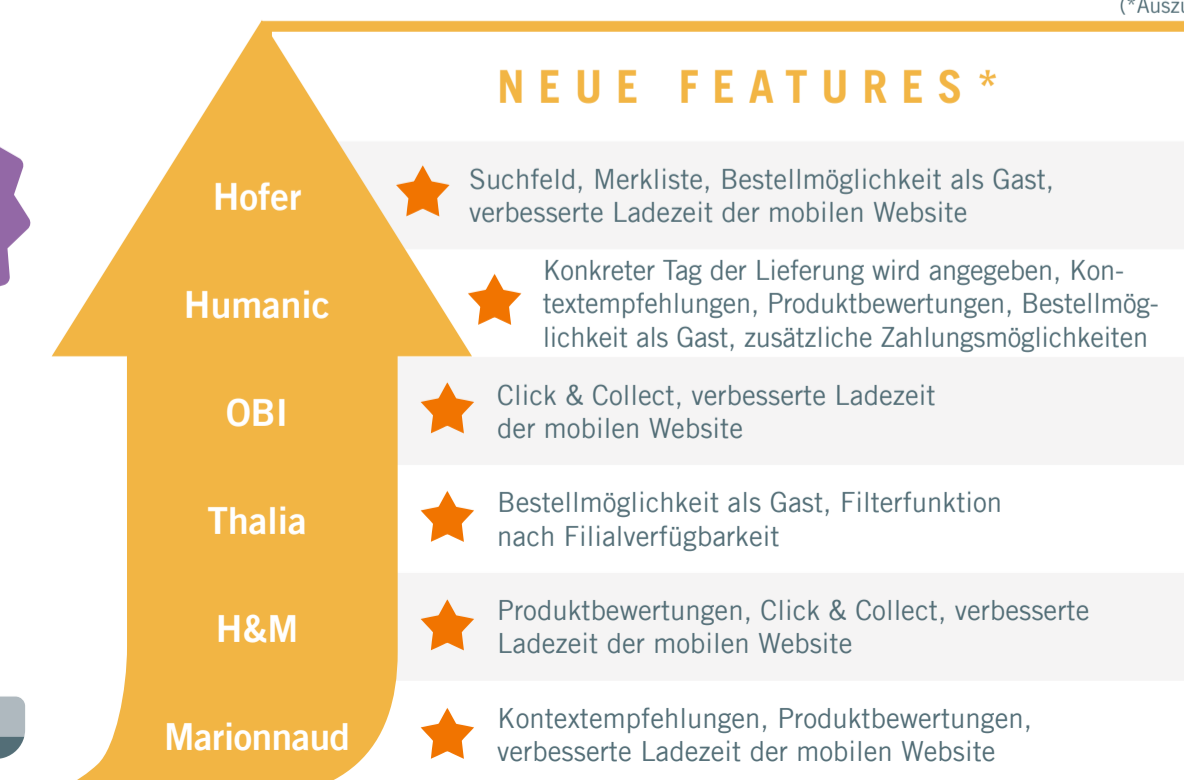 NEUE FEATURES*
Hofer
Suchfeld, Merkliste, Bestellmöglichkeit als Gast,
verbesserte Ladezeit der mobilen Website
Humanic
Konkreter Tag der Lieferung wird angegeben, Kon-
textempfehlungen, Produktbewertungen, Bestellmög-
lichkeit als Gast, zusätzliche Zahlungsmöglichkeiten
OBI
Click & Collect, verbesserte Ladezeit
der mobilen Website
Thalia
Bestellmöglichkeit als Gast, Filterfunktion
nach Filialverfügbarkeit
H&M
Produktbewertungen, Click & Collect, verbesserte
Ladezeit der mobilen Website
Marionnaud
Kontextempfehlungen, Produktbewertungen,
verbesserte Ladezeit der mobilen Website